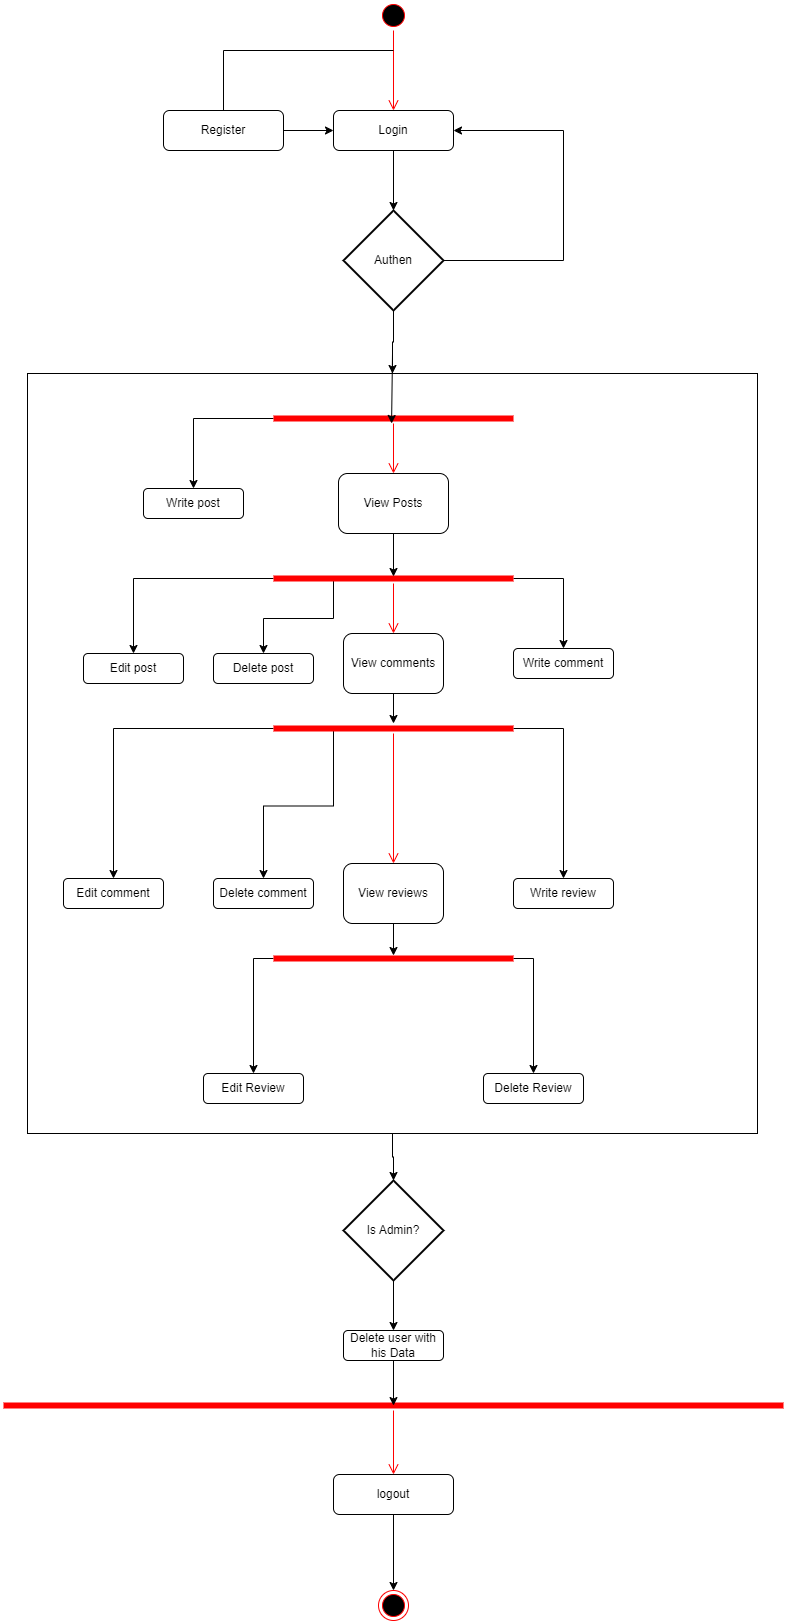 Register
Login
Authen
Write post
View Posts
Edit post
Delete post
View comments
Write comment
Edit comment
Delete comment
View reviews
Write review
Edit Review
Delete Review
Is Admin?
Delete user with
his Data
logout